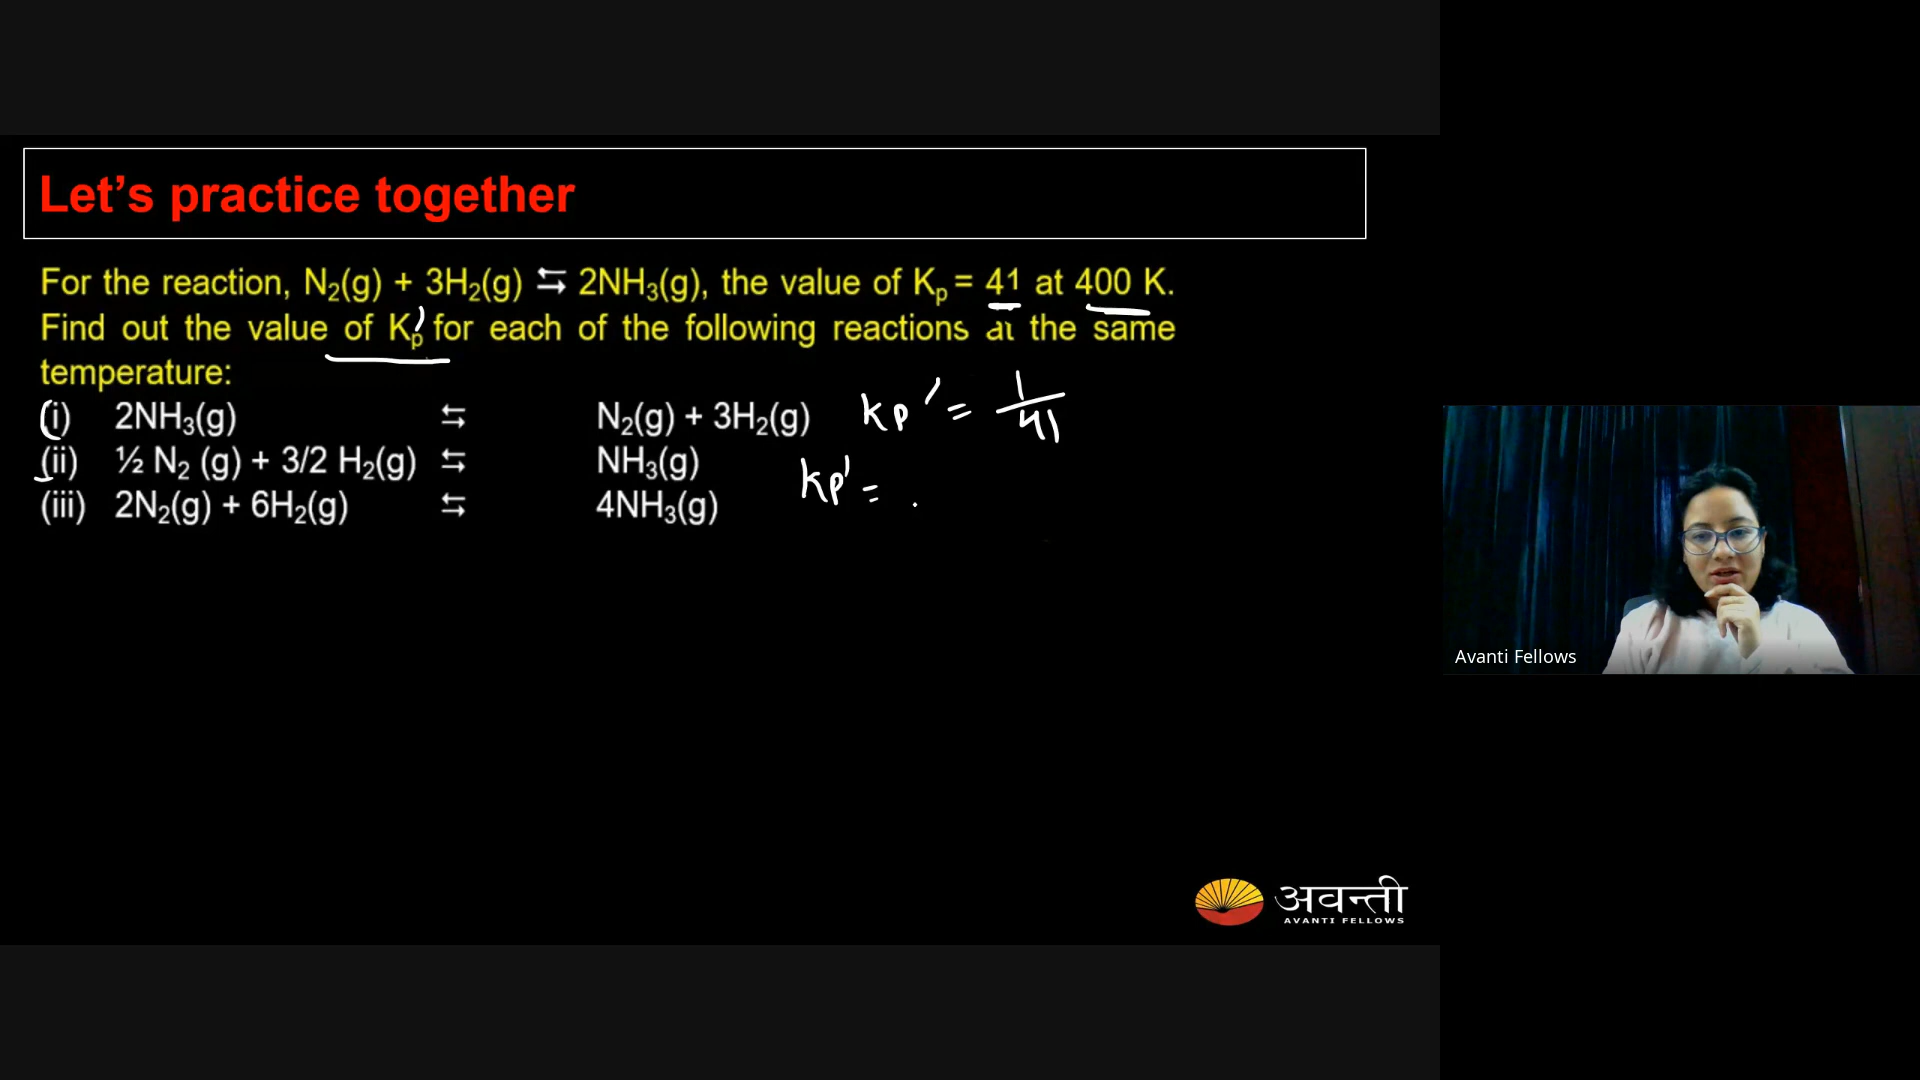 Let's practice together
For the reaction, N₂(g) + 3H₂(g) ⇆ 2NH₃(g), the value of Kₚ = 41 at 400 K.
Find out the value of Kₚ' for each of the following reactions at the same
temperature:
(i) 2NH₃(g) ⇆ N₂(g) + 3H₂(g) kp' = 1/41
(ii) ½ N₂ (g) + 3/2 H₂(g) ⇆ NH₃(g) kp' =
(iii) 2N₂(g) + 6H₂(g) ⇆ 4NH₃(g)
Avanti Fellows
अवन्ती
AVANTI FELLOWS